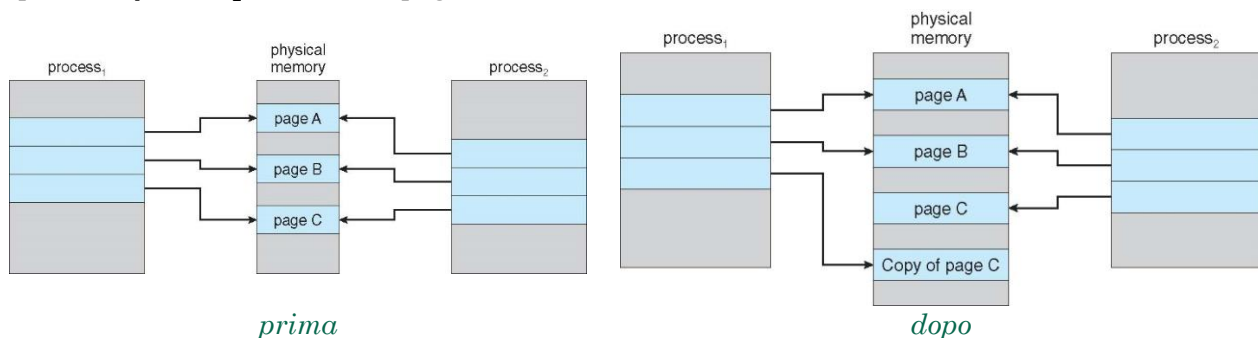 physical
memory
process₁
process₂
page A
page B
page C
prima
physical
memory
process₁
process₂
page A
page B
page C
Copy of page C
dopo